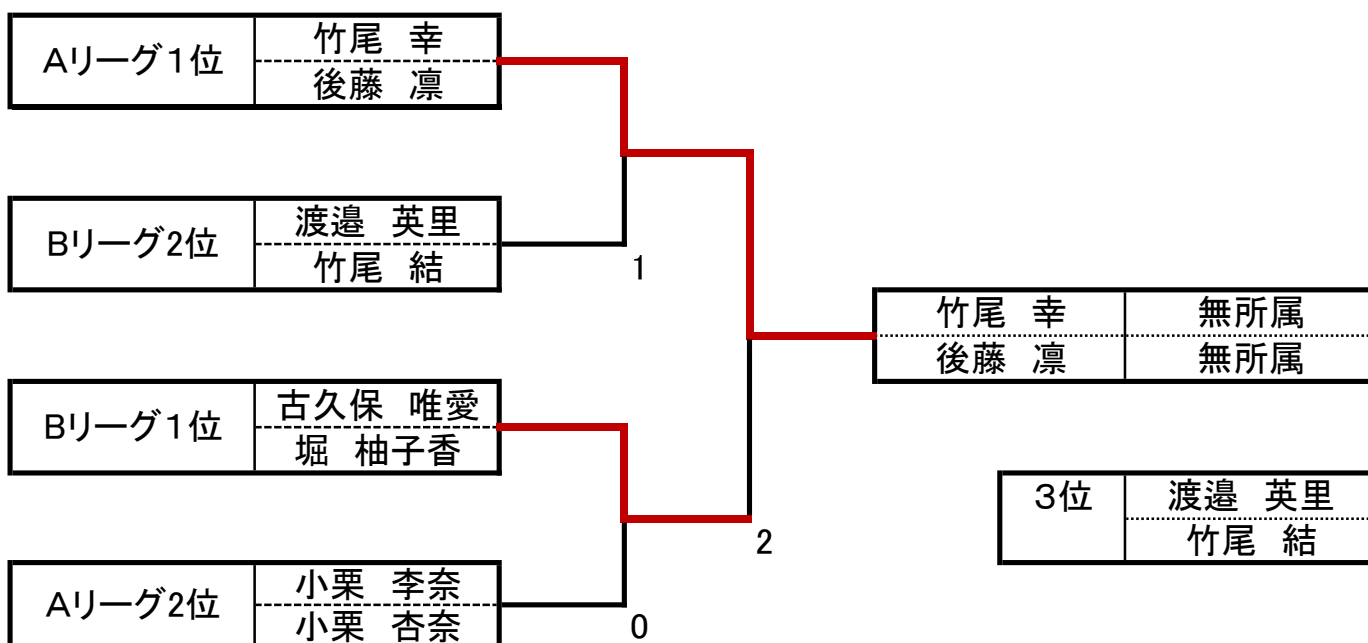 Aリーグ１位
竹尾　幸
後藤　凛
Bリーグ2位
渡邉　英里
竹尾　結
1
竹尾　幸
無所属
後藤　凛
無所属
Bリーグ１位
古久保　唯愛
堀　柚子香
3位
渡邉　英里
竹尾　結
2
Aリーグ2位
小栗　李奈
小栗　杏奈
0